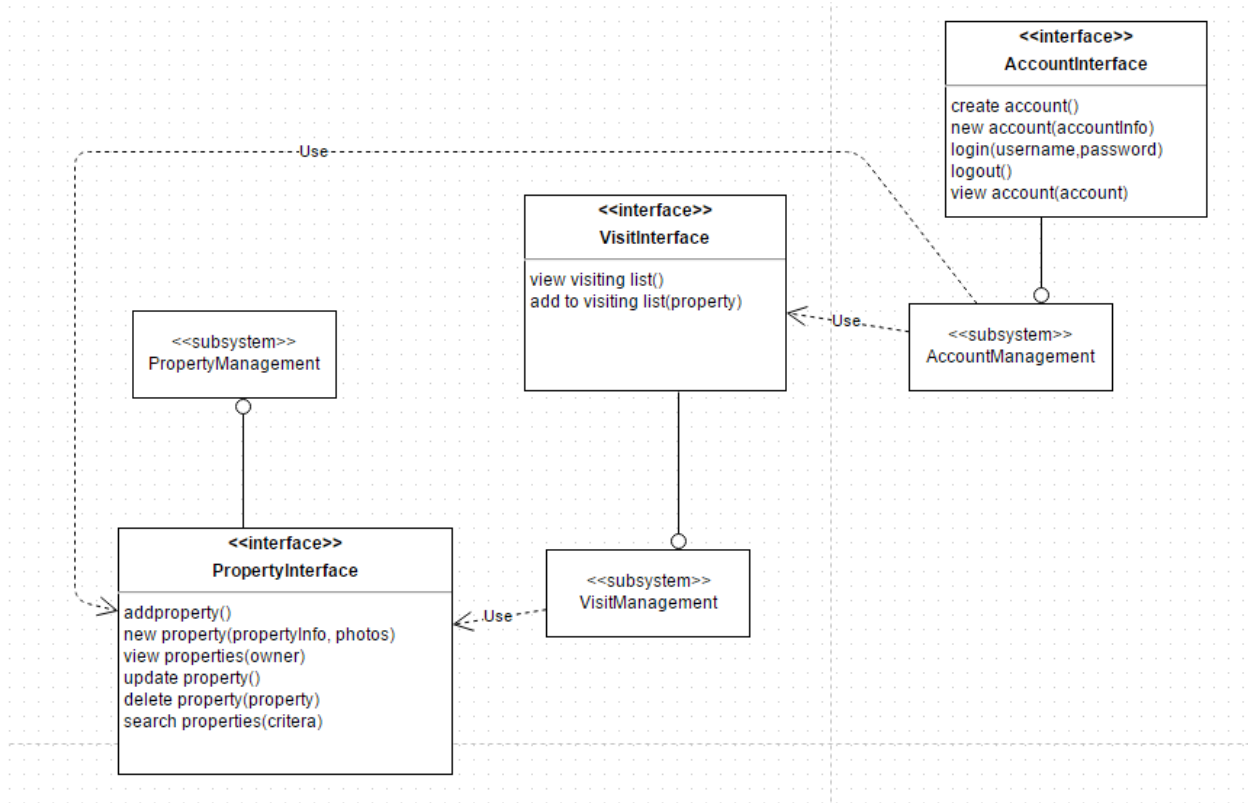 <<interface>>
AccountInterface
create account()
new account(accountInfo)
login(username,password)
logout()
view account(account)
Use
<<interface>>
VisitInterface
view visiting list()
add to visiting list(property)
Use
<<subsystem>>
AccountManagement
<<subsystem>>
PropertyManagement
<<interface>>
PropertyInterface
addproperty()
new property(propertyInfo, photos)
view properties(owner)
update property()
delete property(property)
search properties(critera)
Use
<<subsystem>>
VisitManagement